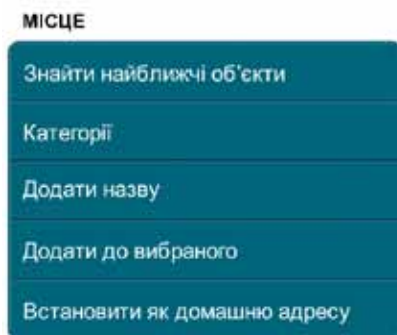 МІСЦЕ
Знайти найближчі об'єкти
Категорії
Додати назву
Додати до вибраного
Встановити як домашню адресу